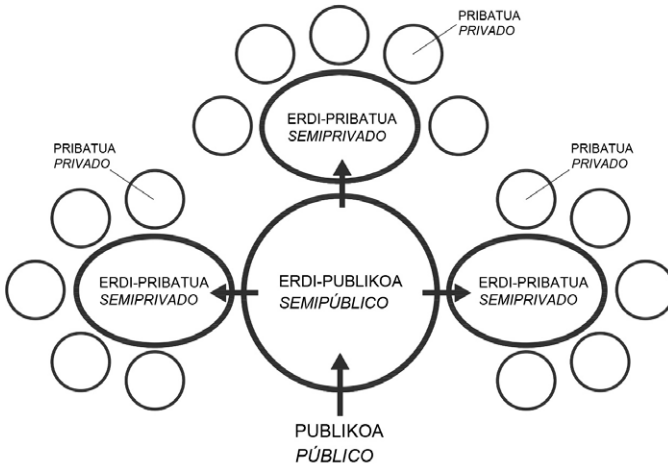 PRIBATUA
PRIVADO
ERDI-PRIBATUA
SEMIPRIVADO
PRIBATUA
PRIVADO
PRIBATUA
PRIVADO
ERDI-PRIBATUA
SEMIPRIVADO
ERDI-PUBLIKOA
SEMIPÚBLICO
ERDI-PRIBATUA
SEMIPRIVADO
PUBLIKOA
PÚBLICO